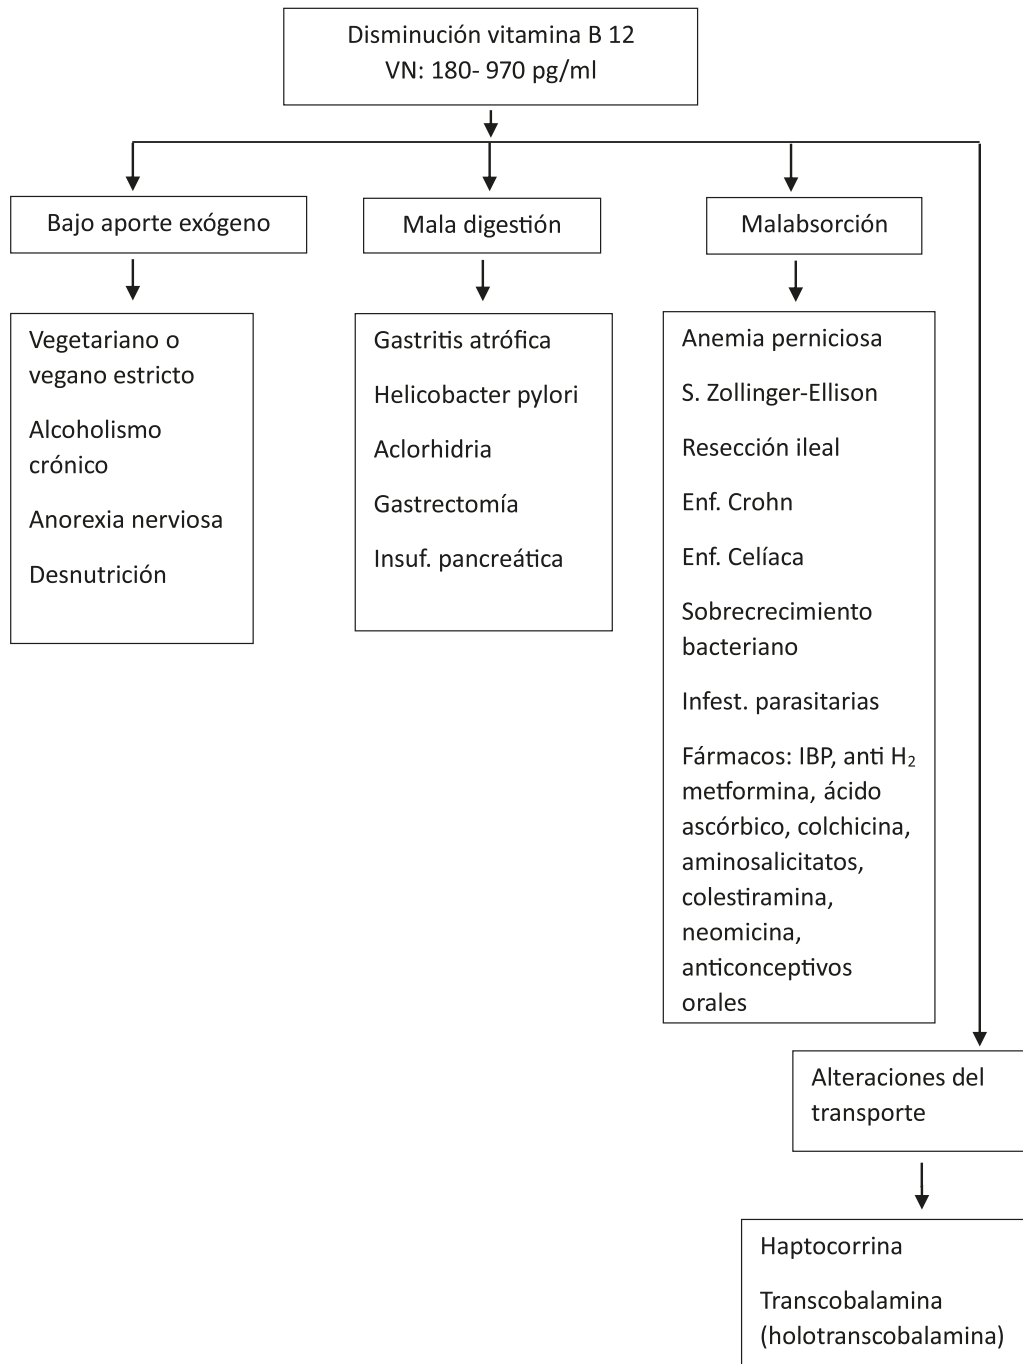 Disminución vitamina B 12
VN: 180- 970 pg/ml
Bajo aporte exógeno
Mala digestión
Malabsorción
Vegetariano o
vegano estricto
Alcoholismo
crónico
Anorexia nerviosa
Desnutrición
Gastritis atrófica
Helicobacter pylori
Aclorhidria
Gastrectomía
Insuf. pancreática
Anemia perniciosa
S. Zollinger-Ellison
Resección ileal
Enf. Crohn
Enf. Celíaca
Sobrecrecimiento
bacteriano
Infest. parasitarias
Fármacos: IBP, anti H₂
metformina, ácido
ascórbico, colchicina,
aminosalicitatos,
colestiramina,
neomicina,
anticonceptivos
orales
Alteraciones del
transporte
Haptocorrina
Transcobalamina
(holotranscobalamina)